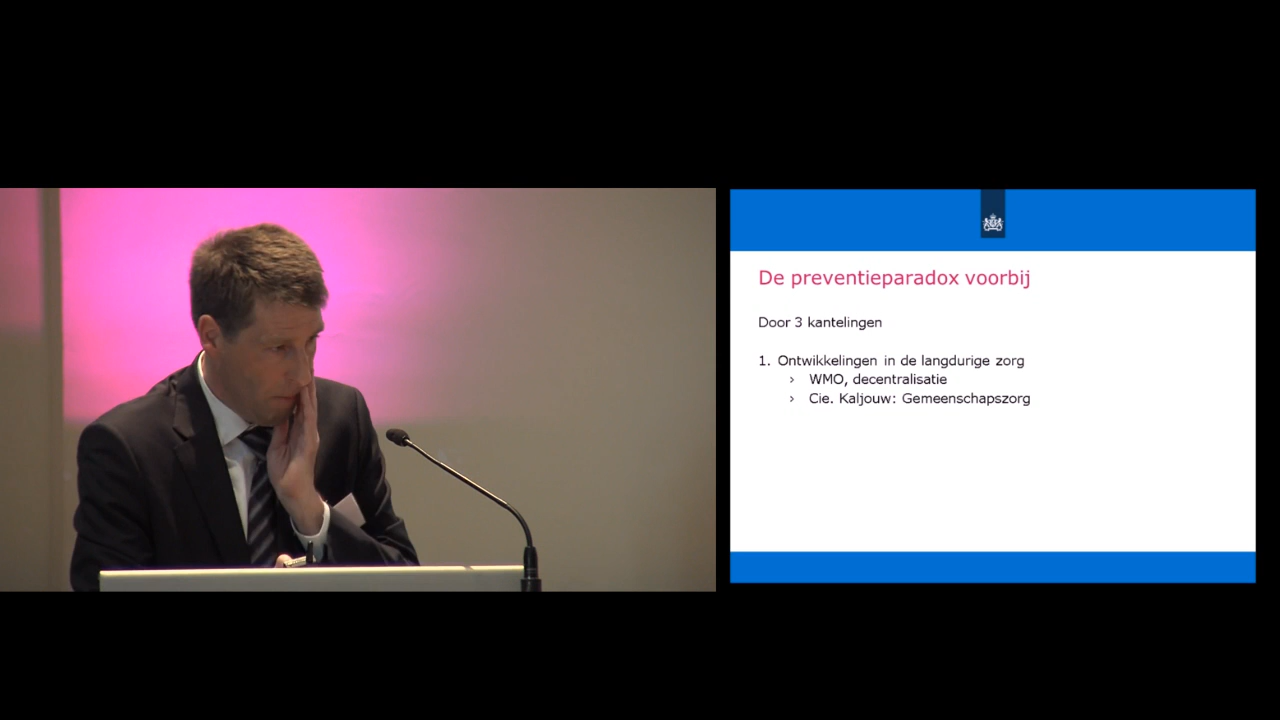 De preventieparadox voorbij
Door 3 kantelingen
1. Ontwikkelingen in de langdurige zorg
› WMO, decentralisatie
› Cie. Kaljouw: Gemeenschapszorg